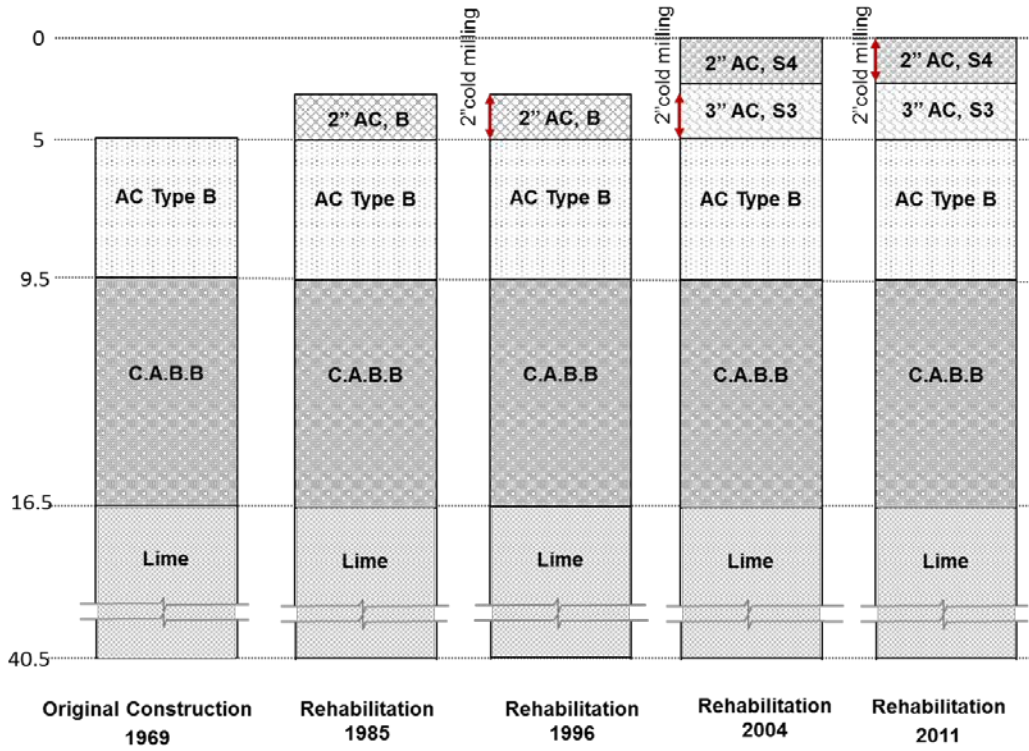 0
5
9.5
16.5
40.5
AC Type B
C.A.B.B
Lime
Original Construction
1969
2” AC, B
AC Type B
C.A.B.B
Lime
Rehabilitation
1985
2”cold milling
2” AC, B
AC Type B
C.A.B.B
Lime
Rehabilitation
1996
2”cold milling
2” AC, S4
3” AC, S3
AC Type B
C.A.B.B
Lime
Rehabilitation
2004
2”cold milling
2” AC, S4
3” AC, S3
AC Type B
C.A.B.B
Lime
Rehabilitation
2011